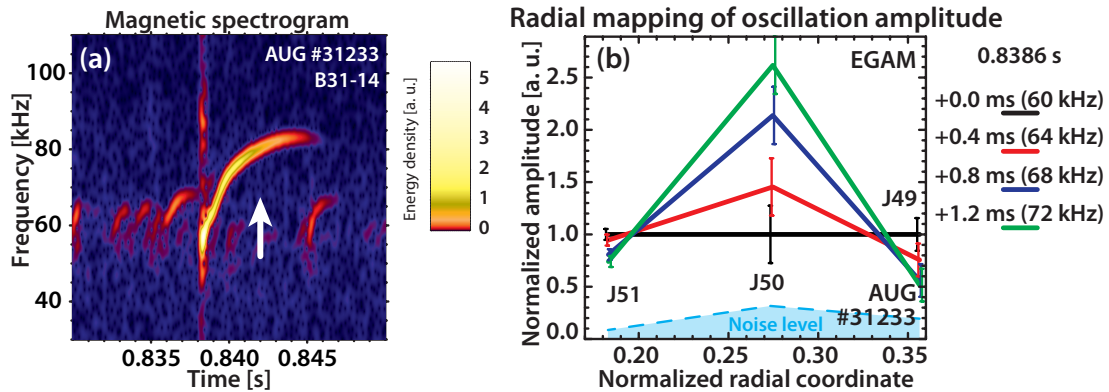 Magnetic spectrogram
(a)
AUG #31233
B31-14
Frequency [kHz]
100
80
60
40
0.835
0.840
0.845
Time [s]
Energy density [a. u.]
5
4
3
2
1
0
Radial mapping of oscillation amplitude
(b)
EGAM
Normalized amplitude [a. u.]
2.5
2.0
1.5
1.0
0.5
0.0
J49
J51
J50
AUG
#31233
Noise level
0.20
0.25
0.30
0.35
Normalized radial coordinate
0.8386 s
+0.0 ms (60 kHz)
+0.4 ms (64 kHz)
+0.8 ms (68 kHz)
+1.2 ms (72 kHz)